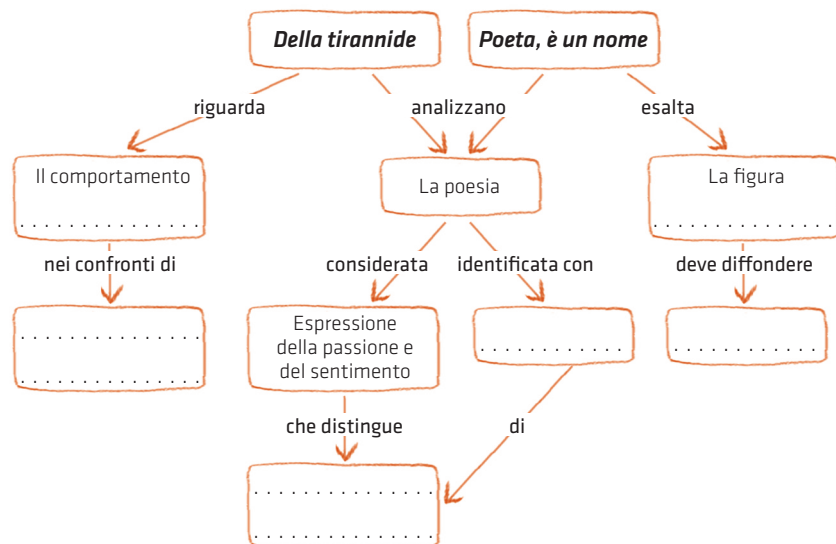 Della tirannide
Poeta, è un nome
riguarda
analizzano
esalta
Il comportamento
. . . . . . . . . . . . . . .
La poesia
La figura
. . . . . . . . . . . . . . .
nei confronti di
considerata
identificata con
deve diffondere
. . . . . . . . . . . . . . .
. . . . . . . . . . . . . . .
Espressione
della passione e
del sentimento
. . . . . . . . . . . .
. . . . . . . . . . . .
che distingue
di
. . . . . . . . . . . . . . .
. . . . . . . . . . . . . . .